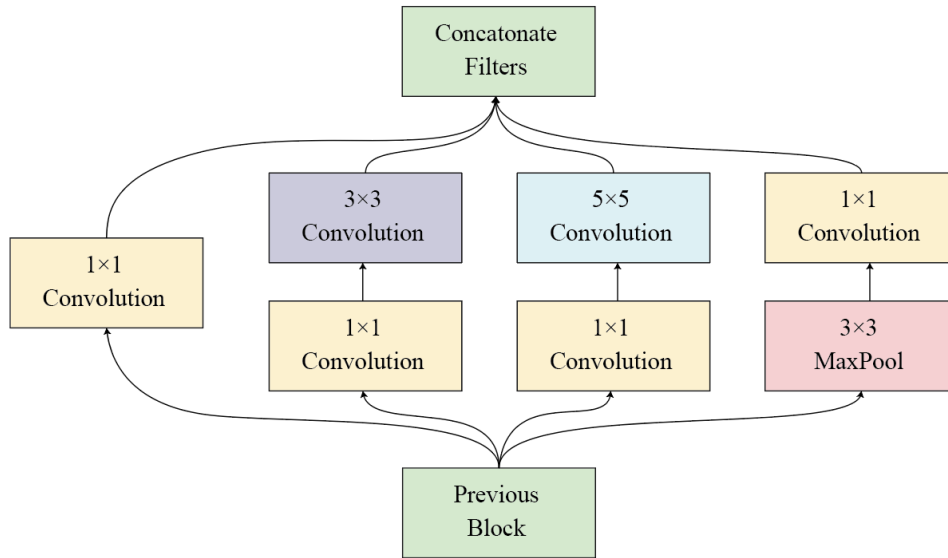 Concatonate
Filters
3×3
Convolution
5×5
Convolution
1×1
Convolution
1×1
Convolution
1×1
Convolution
1×1
Convolution
3×3
MaxPool
Previous
Block